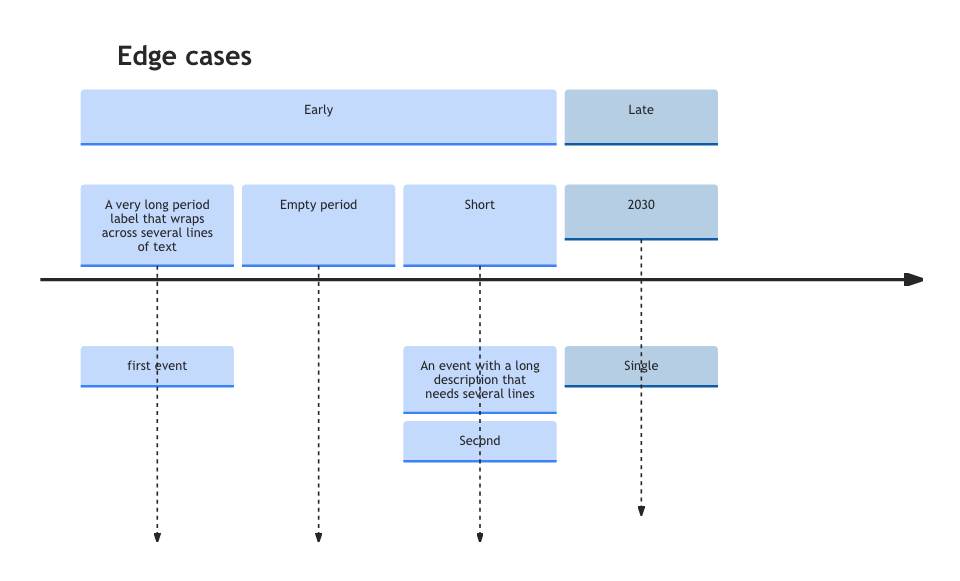 Edge cases
Early
Late
A very long period
label that wraps
across several lines
of text
Empty period
Short
2030
first event
An event with a long
description that
needs several lines
Single
Second